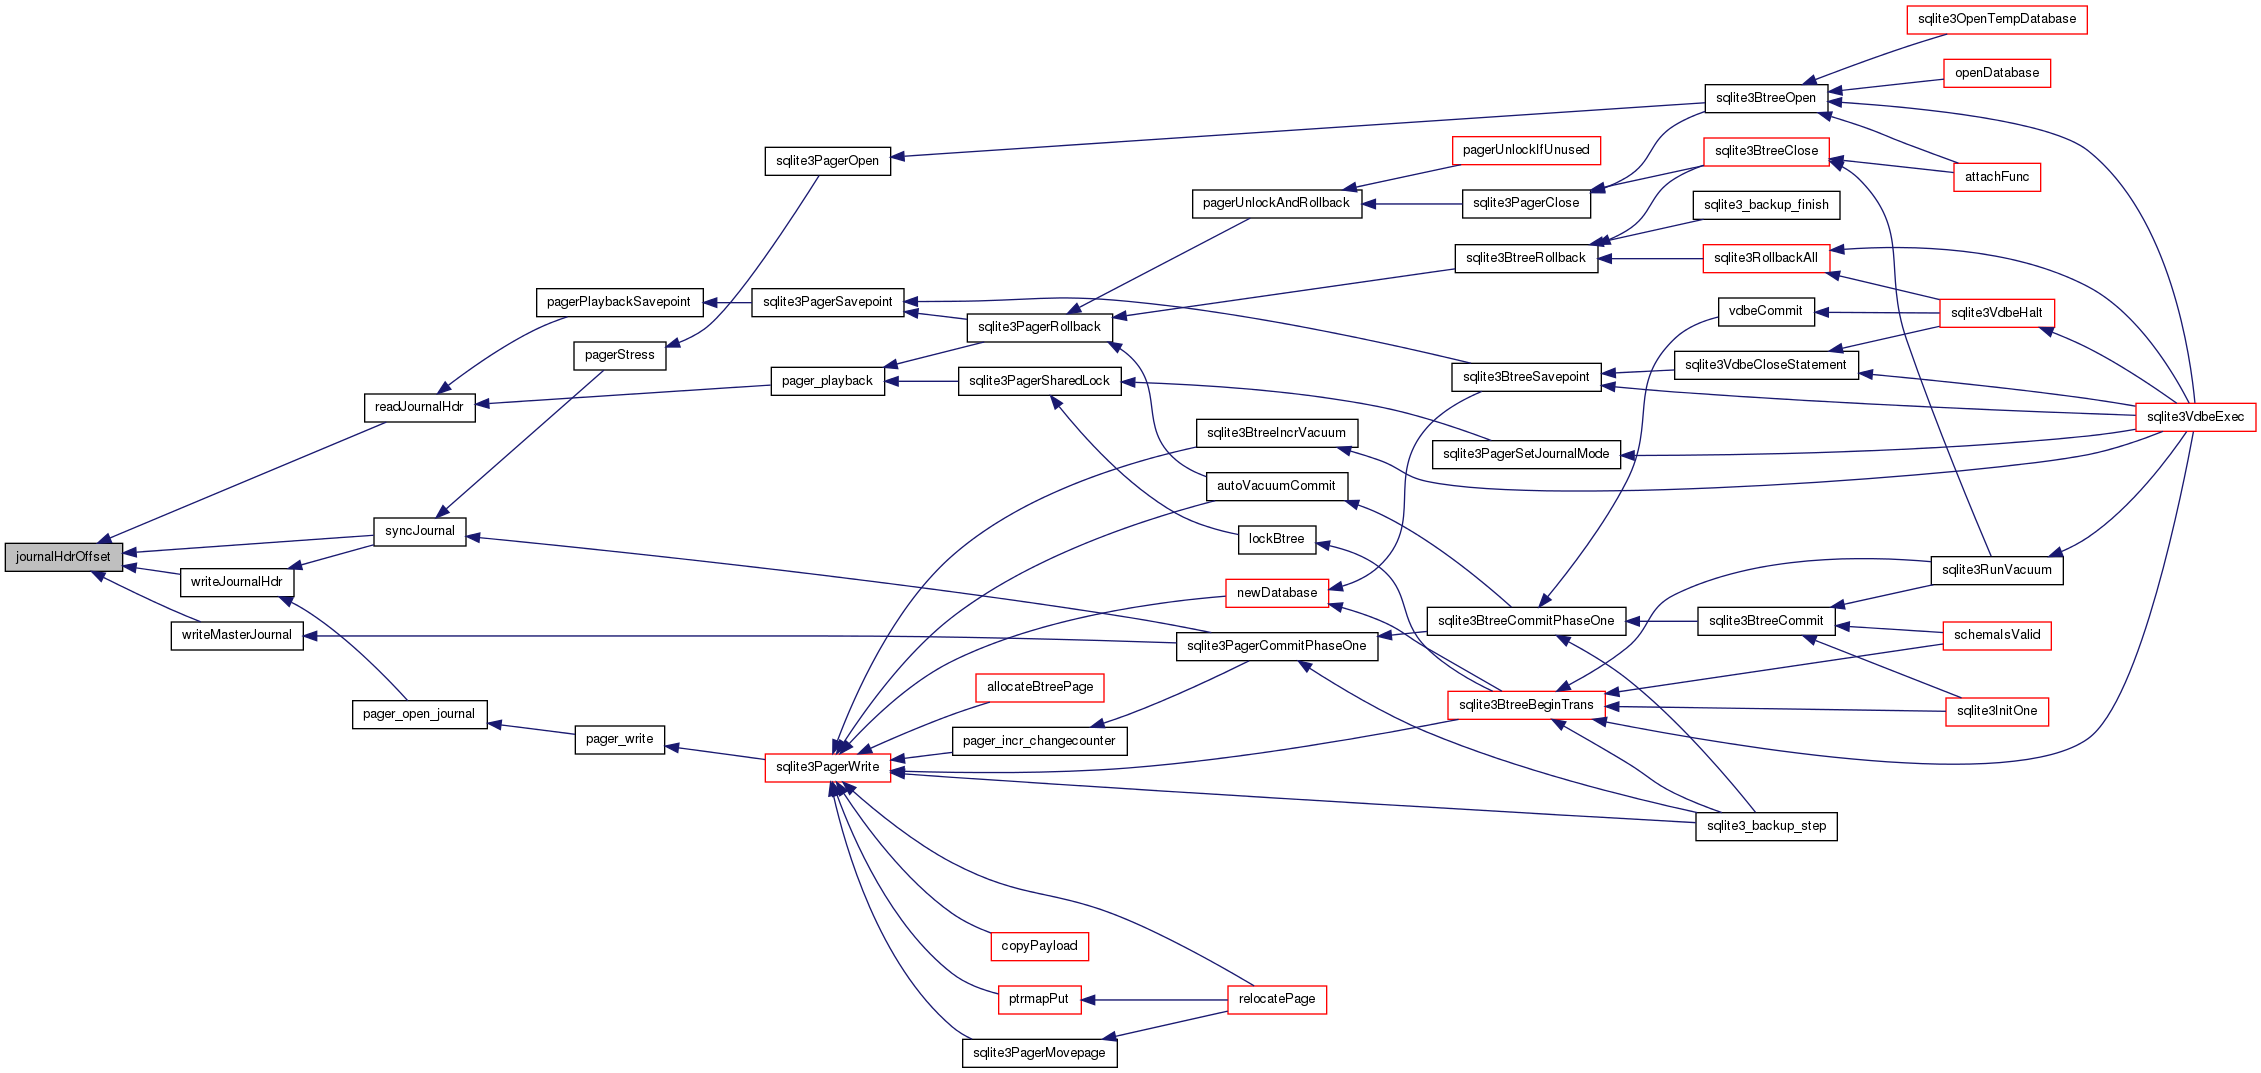 sqlite3OpenTempDatabase
openDatabase
sqlite3BtreeOpen
pagerUnlockIfUnused
sqlite3BtreeClose
sqlite3PagerOpen
attachFunc
pagerUnlockAndRollback
sqlite3PagerClose
sqlite3_backup_finish
sqlite3BtreeRollback
sqlite3RollbackAll
pagerPlaybackSavepoint
sqlite3PagerSavepoint
vdbeCommit
sqlite3VdbeHalt
sqlite3PagerRollback
pagerStress
sqlite3VdbeCloseStatement
pager_playback
sqlite3PagerSharedLock
sqlite3BtreeSavepoint
readJournalHdr
sqlite3VdbeExec
sqlite3BtreeIncrVacuum
sqlite3PagerSetJournalMode
autoVacuumCommit
syncJournal
lockBtree
journalHdrOffset
sqlite3RunVacuum
writeJournalHdr
newDatabase
sqlite3BtreeCommitPhaseOne
sqlite3BtreeCommit
writeMasterJournal
schemaIsValid
sqlite3PagerCommitPhaseOne
allocateBtreePage
sqlite3BtreeBeginTrans
sqlite3InitOne
pager_open_journal
pager_write
pager_incr_changecounter
sqlite3PagerWrite
sqlite3_backup_step
copyPayload
ptrmapPut
relocatePage
sqlite3PagerMovepage